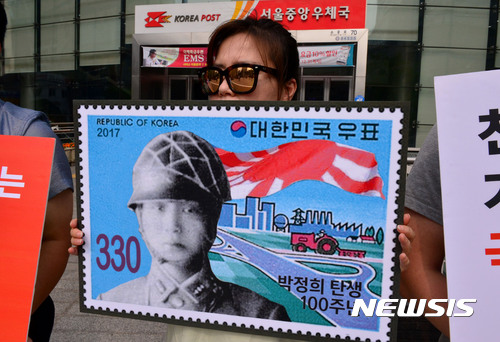 KOREA POST
서울중앙우체국
EMS
REPUBLIC OF KOREA
2017
대한민국 우표
330
박정희 탄생
100주년
는
NEWSIS